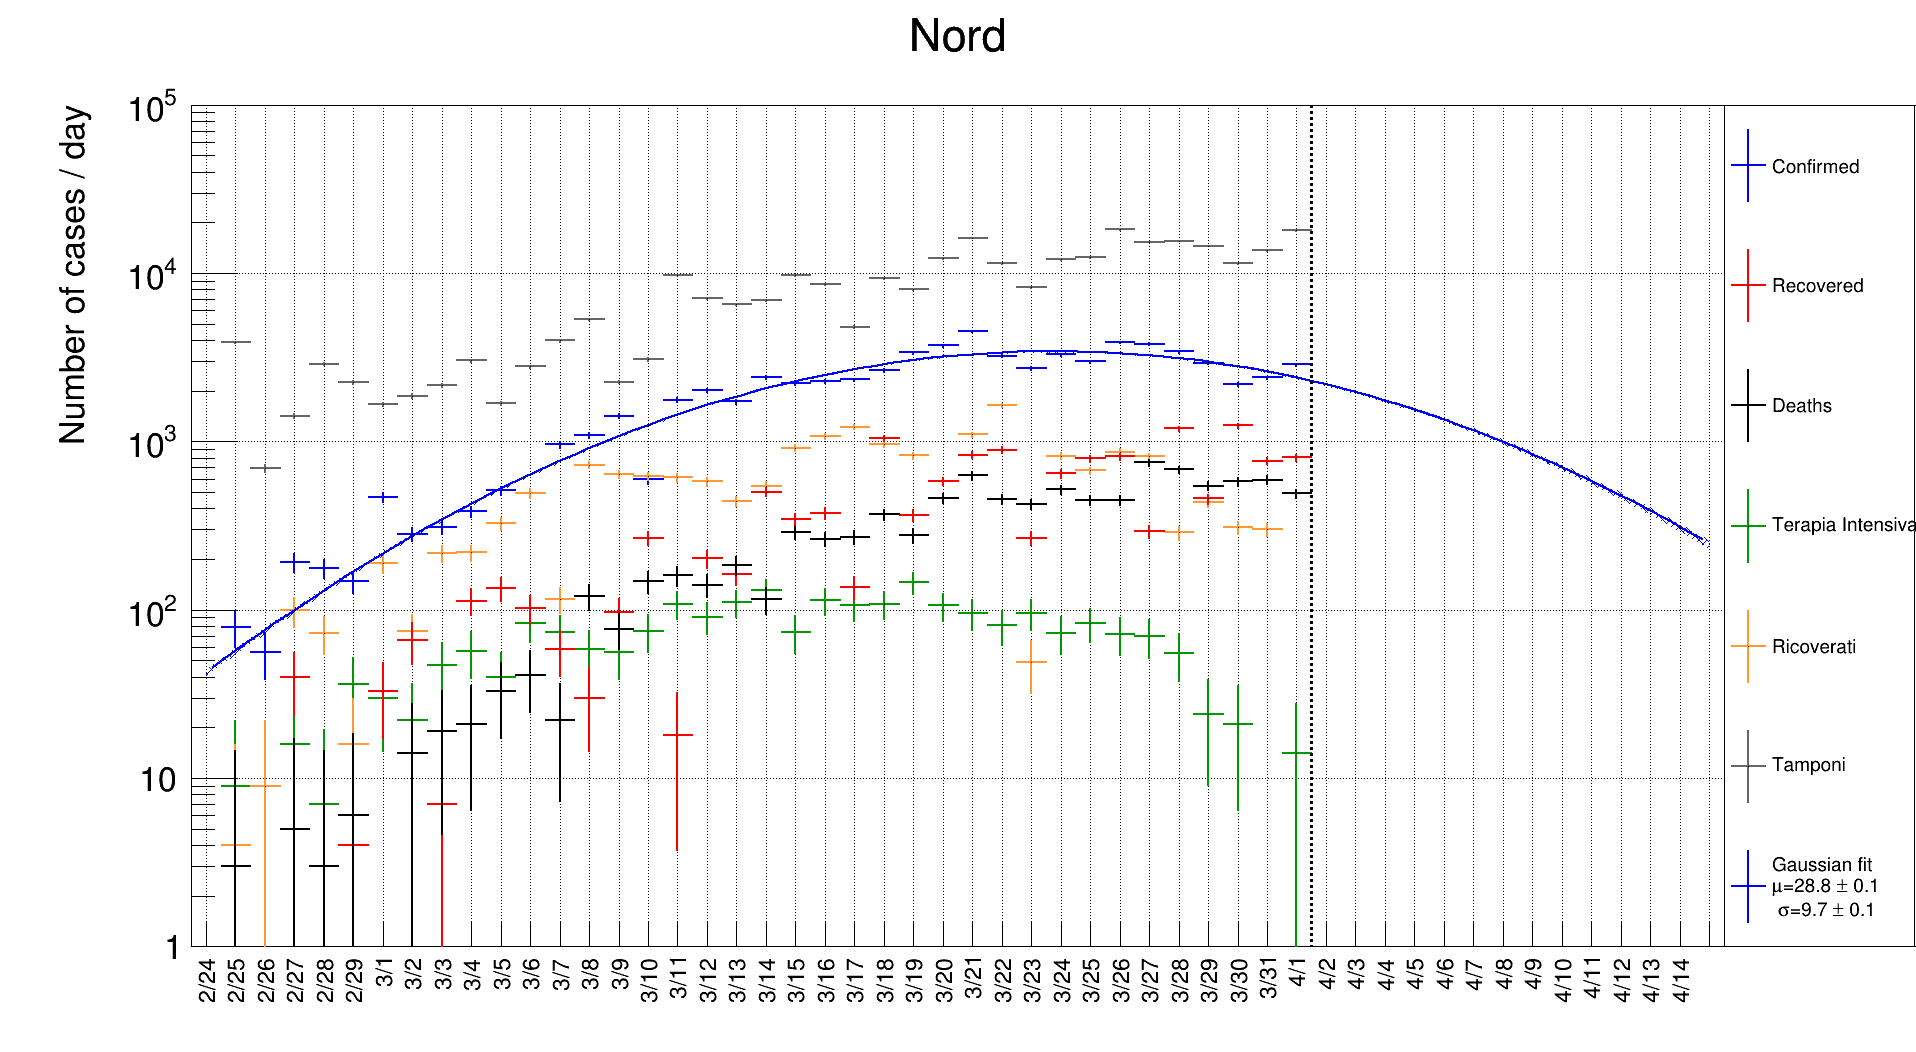 Nord
Number of cases / day
10^5
10^4
10^3
10^2
10
1
2/24 2/25 2/26 2/27 2/28 2/29 3/1 3/2 3/3 3/4 3/5 3/6 3/7 3/8 3/9 3/10 3/11 3/12 3/13 3/14 3/15 3/16 3/17 3/18 3/19 3/20 3/21 3/22 3/23 3/24 3/25 3/26 3/27 3/28 3/29 3/30 3/31 4/1 4/2 4/3 4/4 4/5 4/6 4/7 4/8 4/9 4/10 4/11 4/12 4/13 4/14
Confirmed
Recovered
Deaths
Terapia Intensiva
Ricoverati
Tamponi
Gaussian fit
μ=28.8 ± 0.1
σ=9.7 ± 0.1